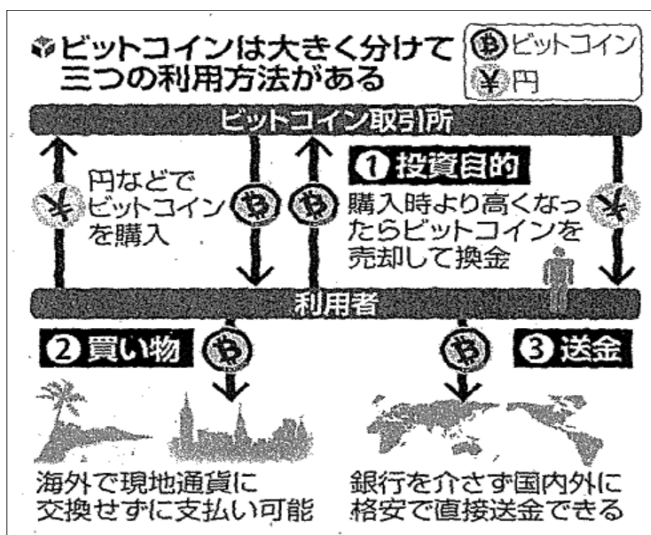 ビットコインは大きく分けて
三つの利用方法がある
Ⓑビットコイン
¥円
ビットコイン取引所
円などで
ビットコイン
を購入
❶投資目的
購入時より高くなっ
たらビットコインを
売却して換金
利用者
❷買い物
❸送金
海外で現地通貨に
交換せずに支払い可能
銀行を介さず国内外に
格安で直接送金できる